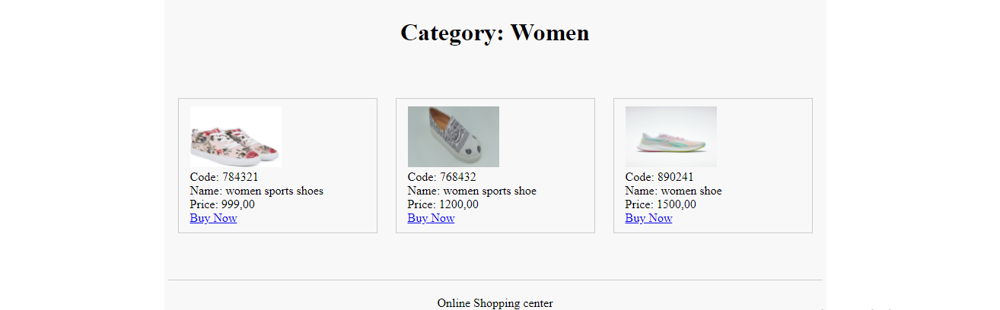 Category: Women
Code: 784321
Name: women sports shoes
Price: 999,00
Buy Now
Code: 768432
Name: women sports shoe
Price: 1200,00
Buy Now
Code: 890241
Name: women shoe
Price: 1500,00
Buy Now
Online Shopping center